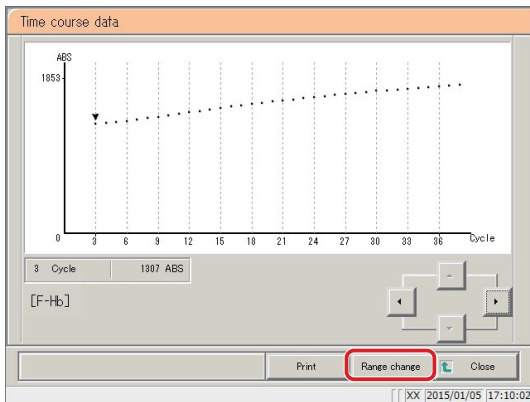 Time course data
ABS
1853
0 3 6 9 12 15 18 21 24 27 30 33 36 Cycle
3 Cycle 1307 ABS
[F-Hb]
Print Range change Close
XX 2015/01/05 17:10:02